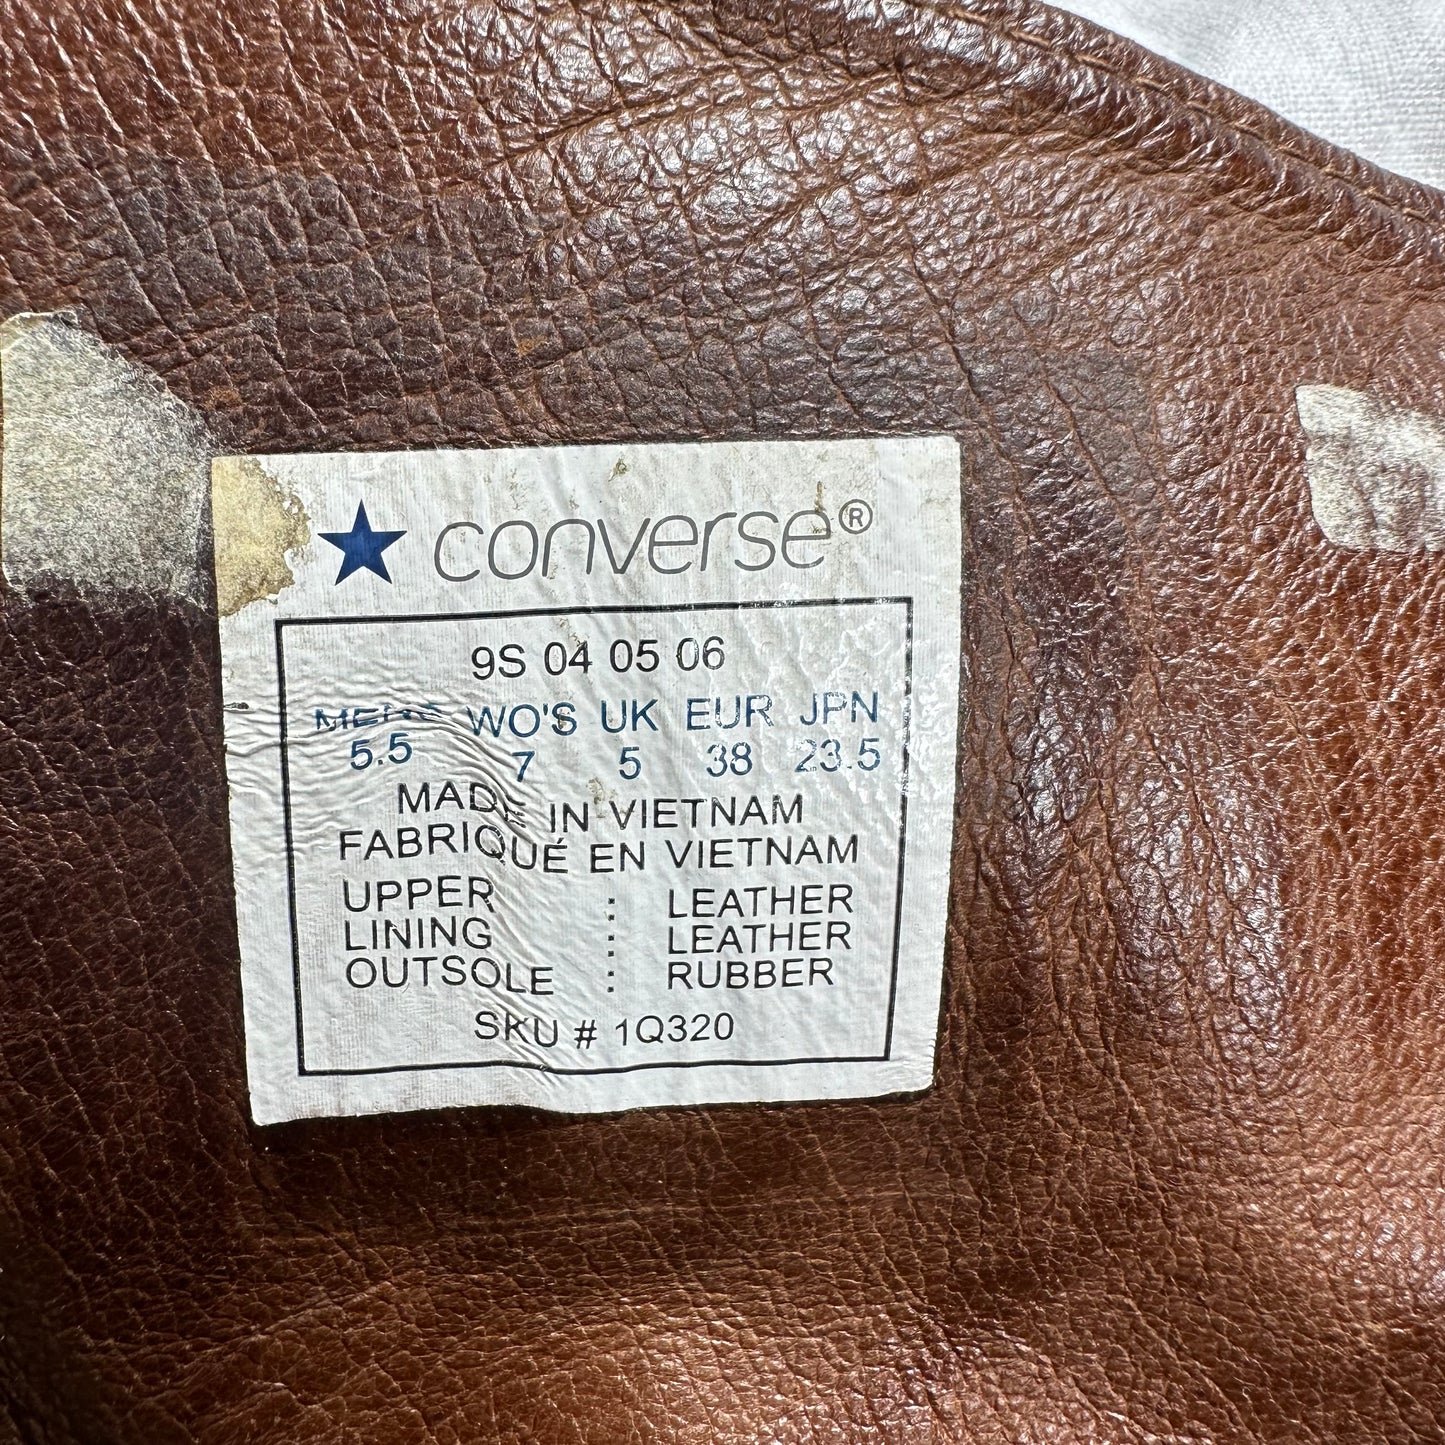 converse®
9S 04 05 06
MENS WO'S UK EUR JPN
5.5 7 5 38 23.5
MADE IN VIETNAM
FABRIQUÉ EN VIETNAM
UPPER : LEATHER
LINING : LEATHER
OUTSOLE : RUBBER
SKU # 1Q320